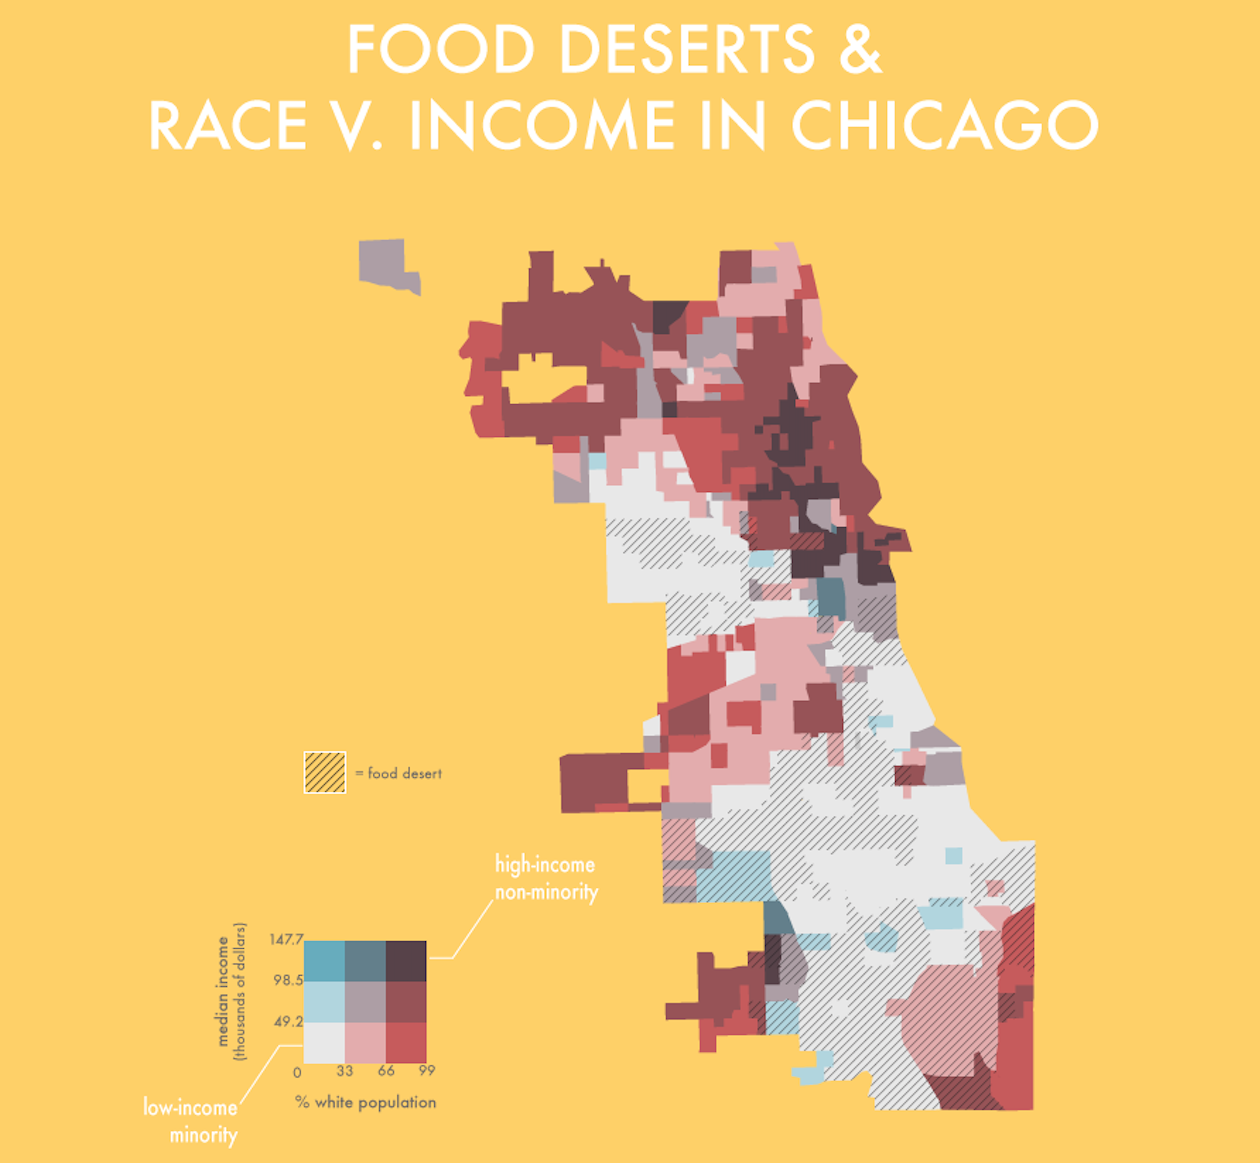 FOOD DESERTS &
RACE V. INCOME IN CHICAGO
= food desert
high-income
non-minority
median income
(thousands of dollars)
147.7
98.5
49.2
0
33
66
99
% white population
low-income
minority